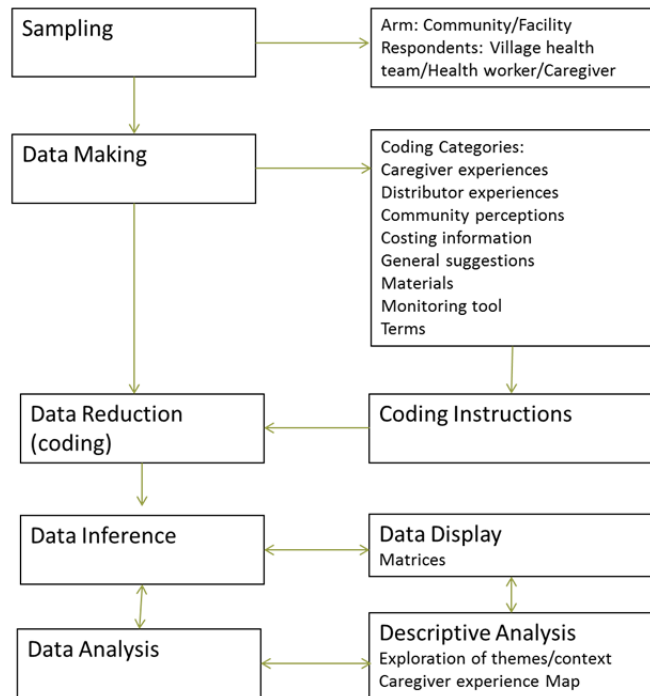 Sampling
Arm: Community/Facility
Respondents: Village health
team/Health worker/Caregiver
Data Making
Coding Categories:
Caregiver experiences
Distributor experiences
Community perceptions
Costing information
General suggestions
Materials
Monitoring tool
Terms
Data Reduction
(coding)
Coding Instructions
Data Inference
Data Display
Matrices
Data Analysis
Descriptive Analysis
Exploration of themes/context
Caregiver experience Map